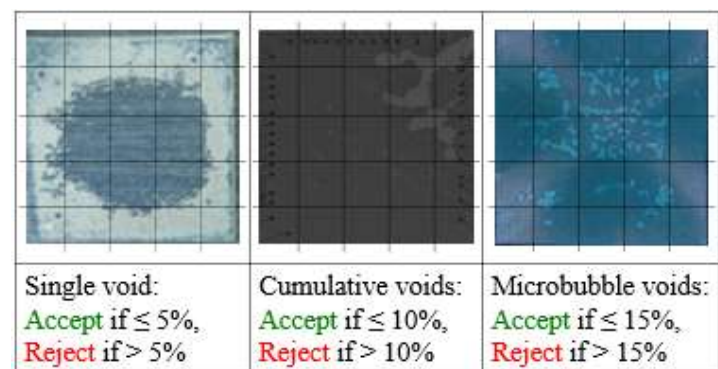 Single void:
Accept if ≤ 5%,
Reject if > 5%
Cumulative voids:
Accept if ≤ 10%,
Reject if > 10%
Microbubble voids:
Accept if ≤ 15%,
Reject if > 15%